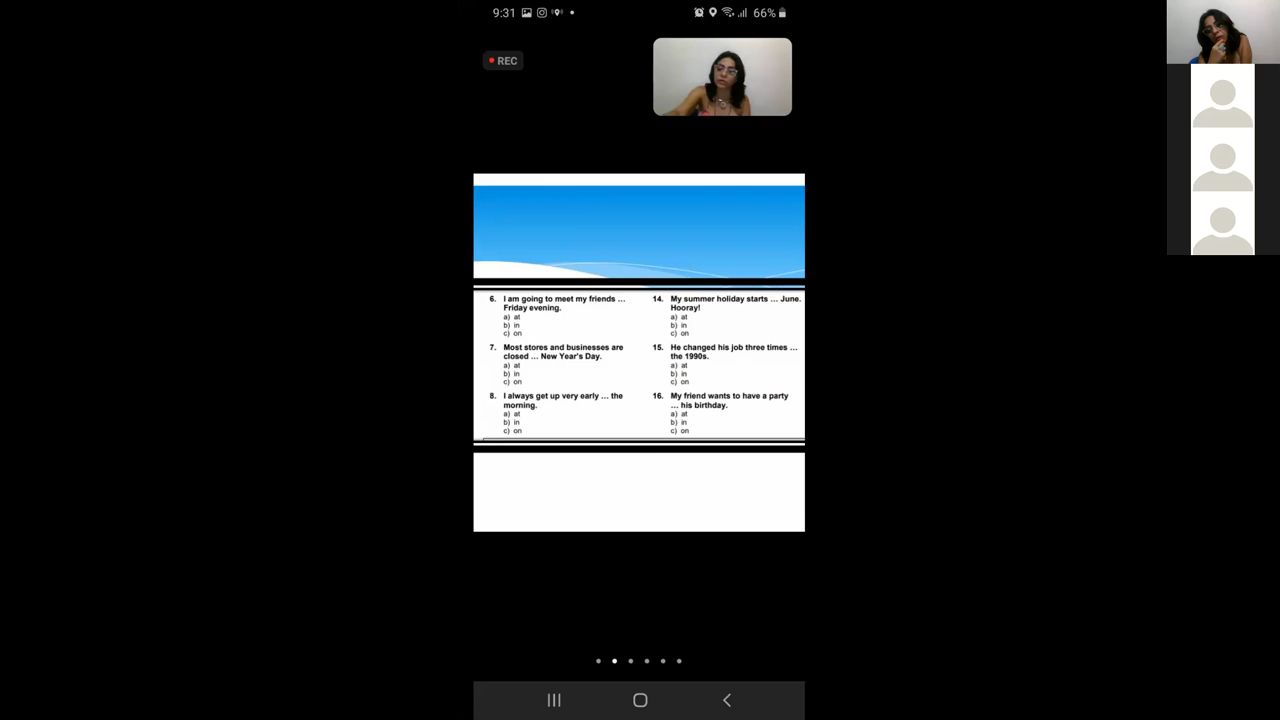 9:31
66%
REC
6. I am going to meet my friends …
Friday evening.
a) at
b) in
c) on
7. Most stores and businesses are
closed … New Year's Day.
a) at
b) in
c) on
8. I always get up very early … the
morning.
a) at
b) in
c) on
14. My summer holiday starts … June.
Hooray!
a) at
b) in
c) on
15. He changed his job three times …
the 1990s.
a) at
b) in
c) on
16. My friend wants to have a party
… his birthday.
a) at
b) in
c) on